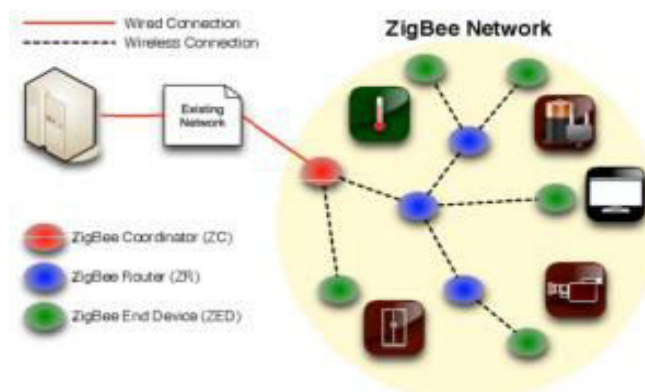 Wired Connection
Wireless Connection
ZigBee Network
Existing
Network
ZigBee Coordinator (ZC)
ZigBee Router (ZR)
ZigBee End Device (ZED)